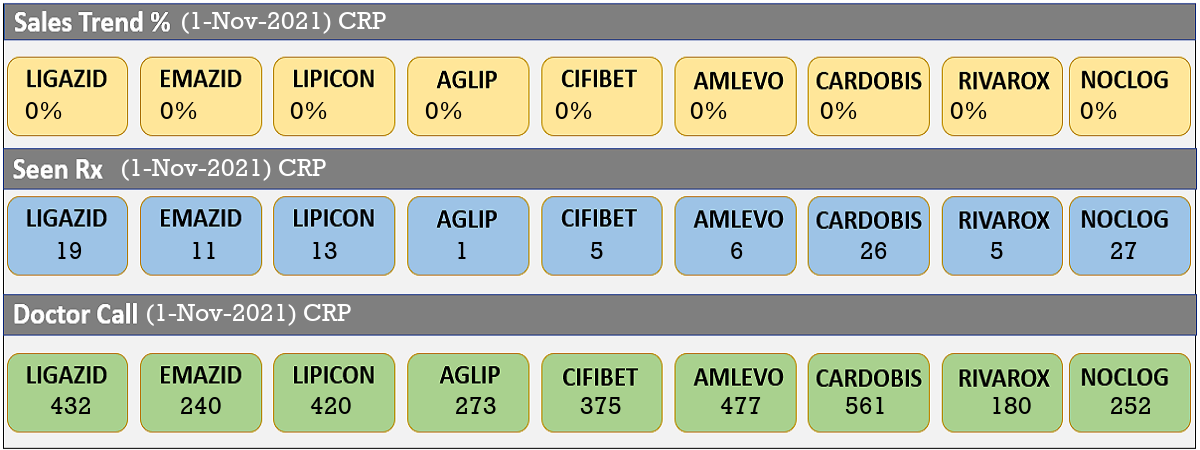 Sales Trend % (1-Nov-2021) CRP
LIGAZID EMAZID LIPICON AGLIP CIFIBET AMLEVO CARDOBIS RIVAROX NOCLOG
0% 0% 0% 0% 0% 0% 0% 0% 0%
Seen Rx (1-Nov-2021) CRP
LIGAZID EMAZID LIPICON AGLIP CIFIBET AMLEVO CARDOBIS RIVAROX NOCLOG
19 11 13 1 5 6 26 5 27
Doctor Call (1-Nov-2021) CRP
LIGAZID EMAZID LIPICON AGLIP CIFIBET AMLEVO CARDOBIS RIVAROX NOCLOG
432 240 420 273 375 477 561 180 252